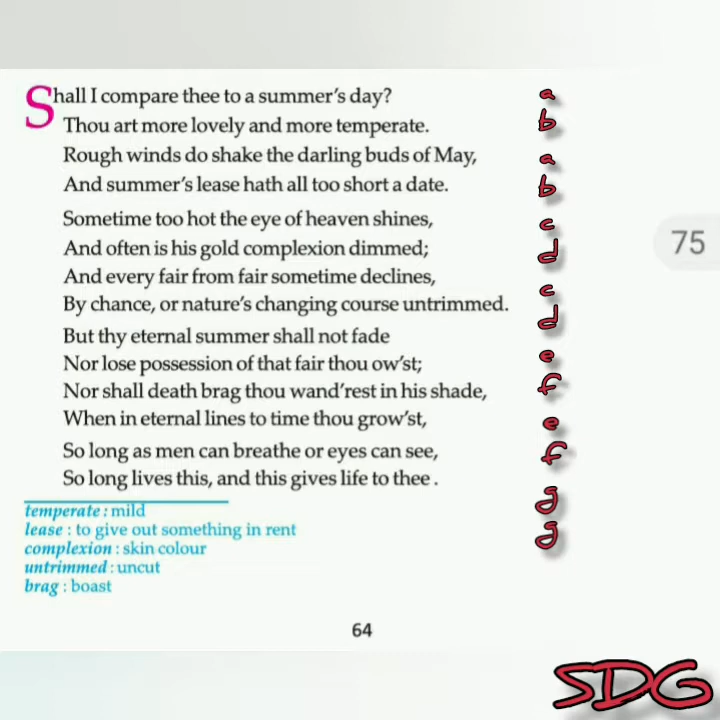 Shall I compare thee to a summer's day? a
Thou art more lovely and more temperate. b
Rough winds do shake the darling buds of May, a
And summer's lease hath all too short a date. b
Sometime too hot the eye of heaven shines, c
And often is his gold complexion dimmed; d
And every fair from fair sometime declines, c
By chance, or nature's changing course untrimmed. d
But thy eternal summer shall not fade e
Nor lose possession of that fair thou ow'st; f
Nor shall death brag thou wand'rest in his shade, e
When in eternal lines to time thou grow'st, f
So long as men can breathe or eyes can see, g
So long lives this, and this gives life to thee. g
75
temperate : mild
lease : to give out something in rent
complexion : skin colour
untrimmed : uncut
brag : boast
64
SDG